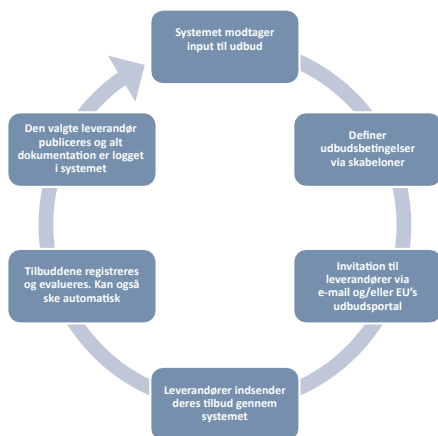 Systemet modtager
input til udbud
Definer
udbudsbetingelser
via skabeloner
Invitation til
leverandører via
e-mail og/eller EU's
udbudsportal
Leverandører indsender
deres tilbud gennem
systemet
Tilbuddene registreres
og evalueres. Kan også
ske automatisk
Den valgte leverandør
publiceres og alt
dokumentation er logget
i systemet